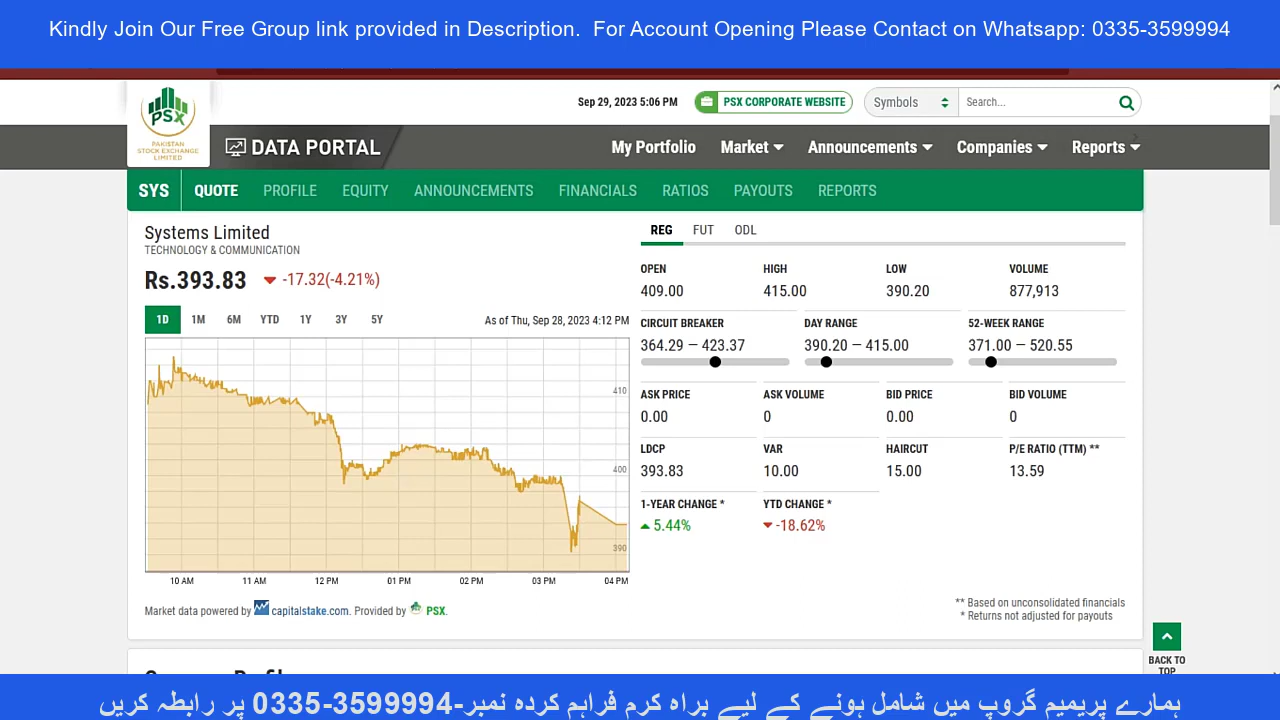 Kindly Join Our Free Group link provided in Description.  For Account Opening Please Contact on Whatsapp: 0335-3599994
Sep 29, 2023 5:06 PM
PSX CORPORATE WEBSITE
Symbols
Search...
PSX
PAKISTAN
STOCK EXCHANGE
LIMITED
DATA PORTAL
My Portfolio Market Announcements Companies Reports
SYS QUOTE PROFILE EQUITY ANNOUNCEMENTS FINANCIALS RATIOS PAYOUTS REPORTS
Systems Limited
TECHNOLOGY & COMMUNICATION
Rs.393.83 -17.32(-4.21%)
1D 1M 6M YTD 1Y 3Y 5Y
As of Thu, Sep 28, 2023 4:12 PM
410
400
390
10 AM 11 AM 12 PM 01 PM 02 PM 03 PM 04 PM
Market data powered by capitalstake.com. Provided by PSX.
REG FUT ODL
OPEN HIGH LOW VOLUME
409.00 415.00 390.20 877,913
CIRCUIT BREAKER DAY RANGE 52-WEEK RANGE
364.29 — 423.37 390.20 — 415.00 371.00 — 520.55
ASK PRICE ASK VOLUME BID PRICE BID VOLUME
0.00 0 0.00 0
LDCP VAR HAIRCUT P/E RATIO (TTM) **
393.83 10.00 15.00 13.59
1-YEAR CHANGE * YTD CHANGE *
5.44% -18.62%
** Based on unconsolidated financials
* Returns not adjusted for payouts
BACK TO
TOP
ہمارے پریمیم گروپ میں شامل ہونے کے لیے براہ کرم فراہم کردہ نمبر-0335-3599994 پر رابطہ کریں